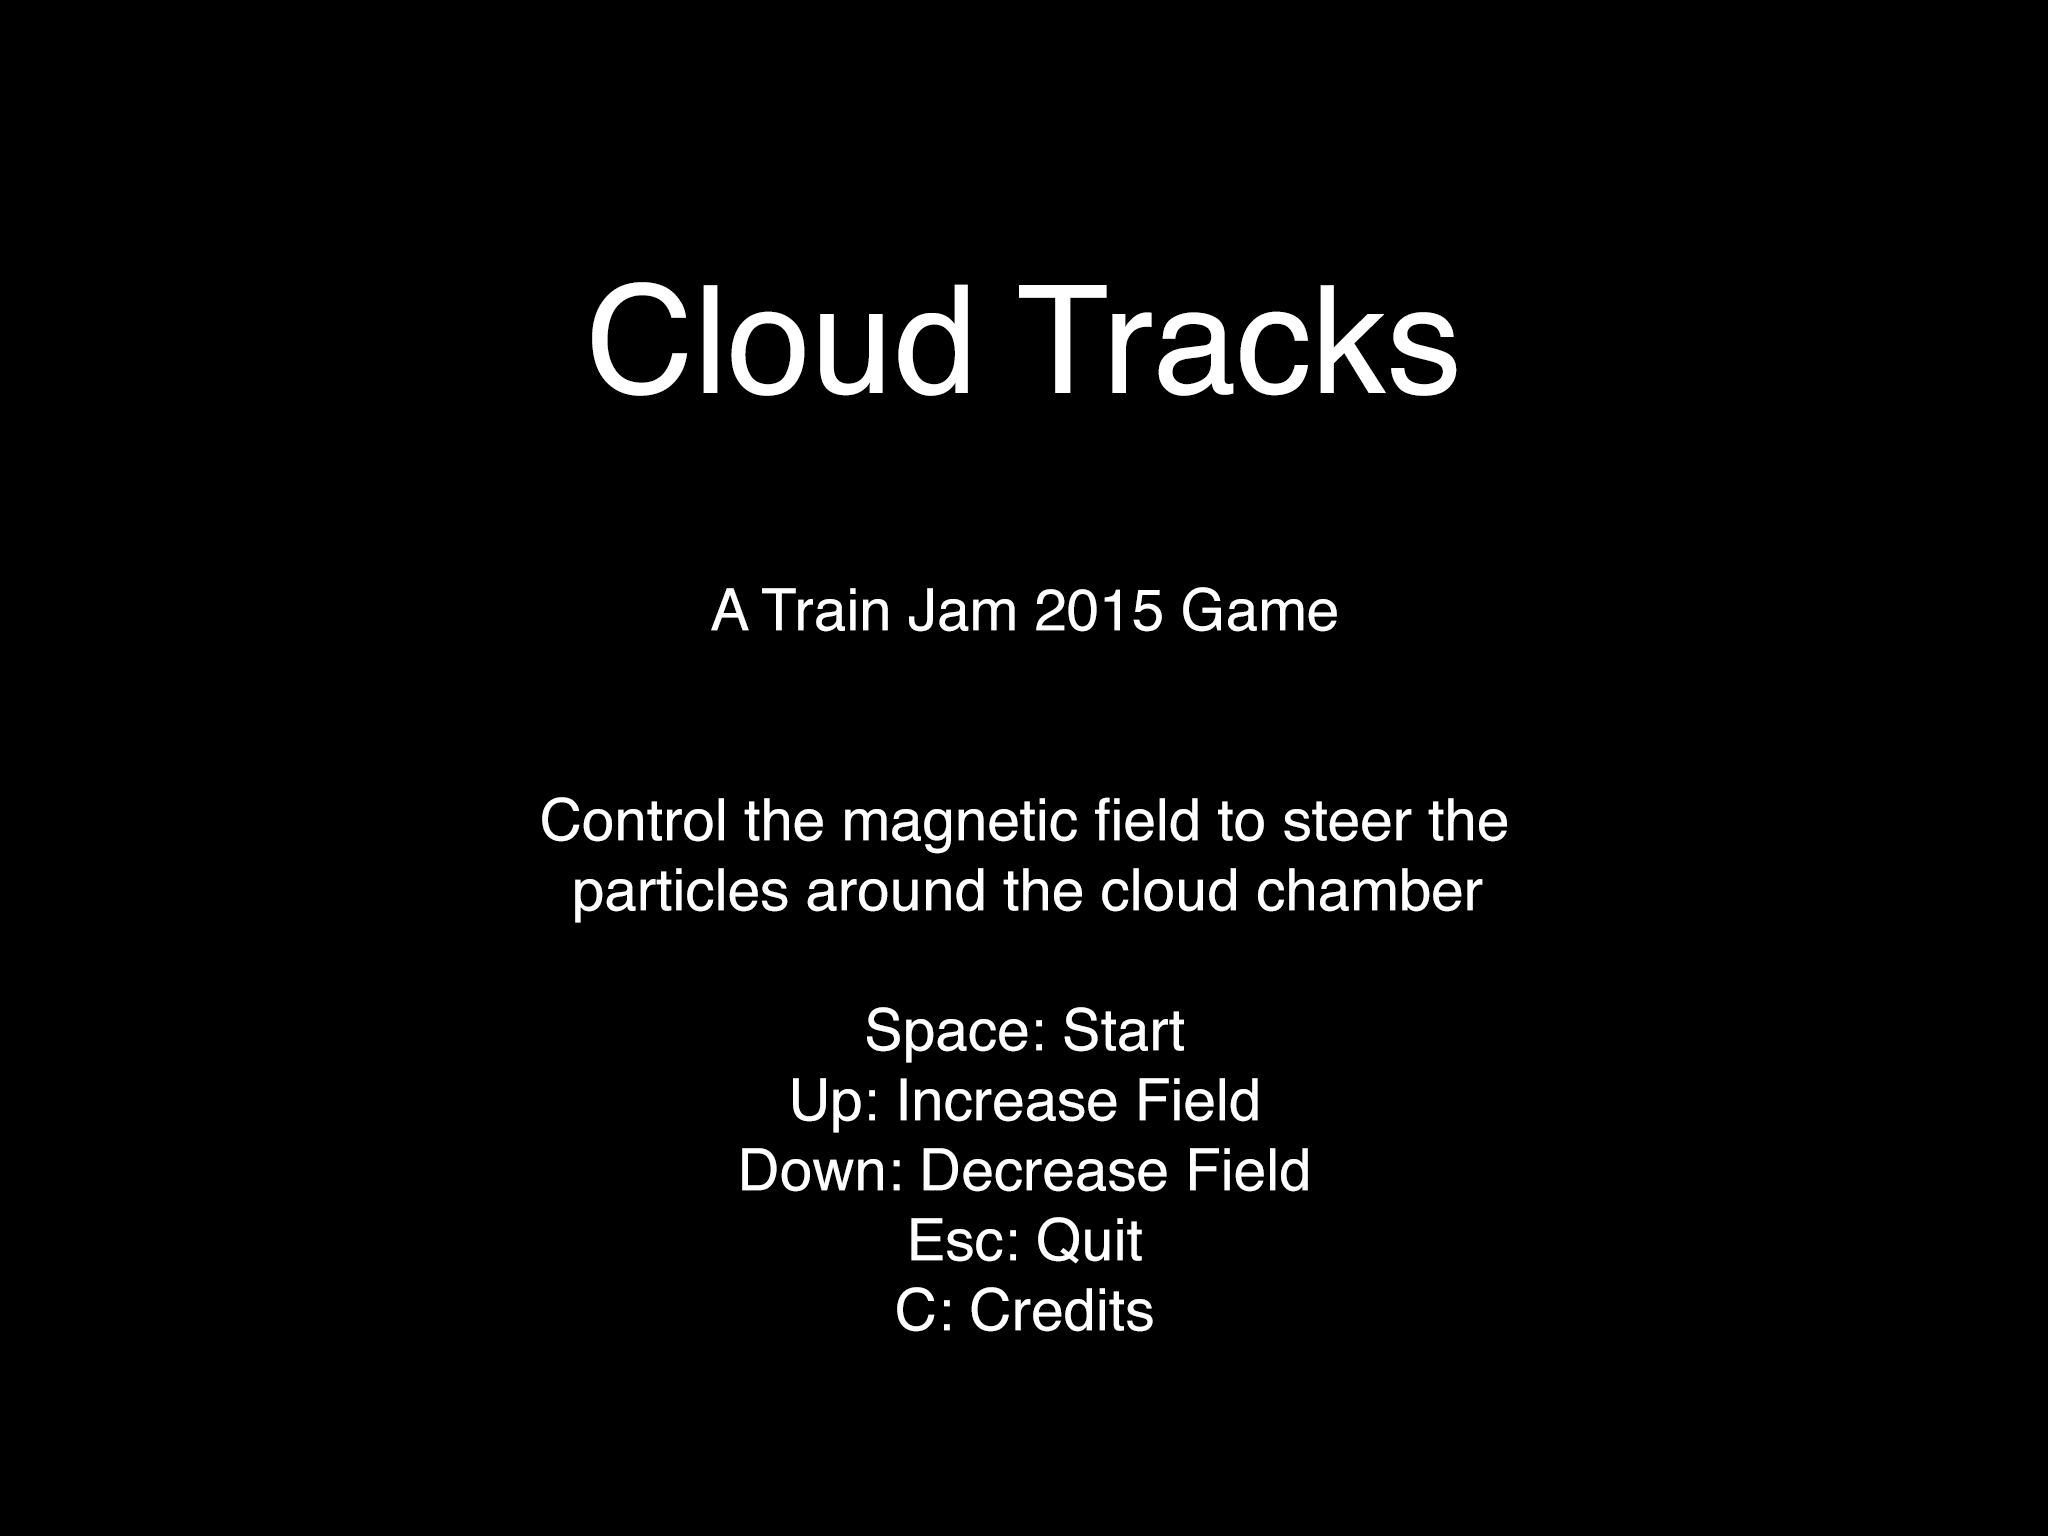 Cloud Tracks
A Train Jam 2015 Game
Control the magnetic field to steer the
particles around the cloud chamber
Space: Start
Up: Increase Field
Down: Decrease Field
Esc: Quit
C: Credits